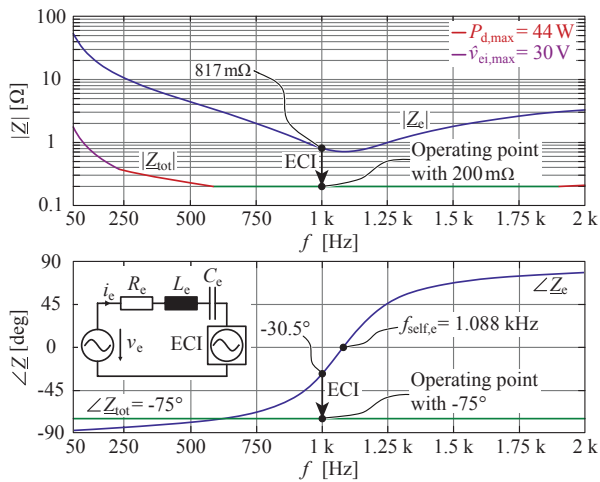 100
P_d,max = 44 W
v̂_ei,max = 30 V
817 mΩ
10
|Z| [Ω]
|Z_e|
1
|Z_tot|
ECI
Operating point
with 200 mΩ
0.1
50 250 500 750 1 k 1.25 k 1.5 k 1.75 k 2 k
f [Hz]
90
∠Z_e
i_e R_e L_e C_e
45
∠Z [deg]
v_e ECI
-30.5°
f_self,e = 1.088 kHz
0
-45
ECI
Operating point
with -75°
∠Z_tot = -75°
-90
50 250 500 750 1 k 1.25 k 1.5 k 1.75 k 2 k
f [Hz]